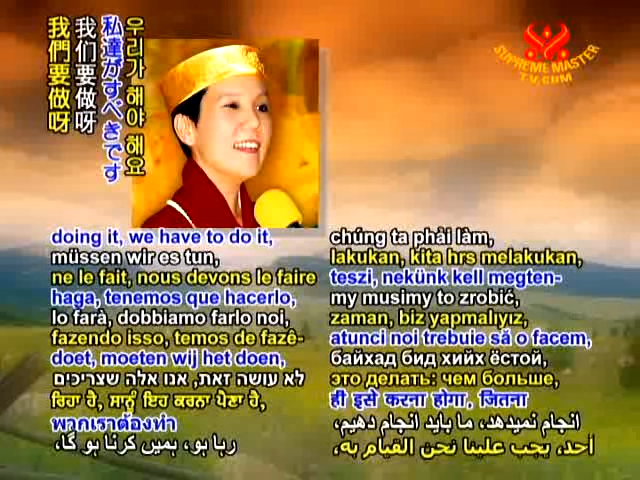 우리가 해야 해요
私達がすべきです
我们要做呀
我們要做呀
SUPREME MASTER
TV.COM
doing it, we have to do it,
müssen wir es tun,
ne le fait, nous devons le faire
haga, tenemos que hacerlo,
lo farà, dobbiamo farlo noi,
fazendo isso, temos de fazê-
doet, moeten wij het doen,
לא עושה זאת, אנו אלה שצריכים
ਰਿਹਾ ਹੈ, ਸਾਨੂੰ ਇਹ ਕਰਨਾ ਪੈਣਾ ਹੈ,
พวกเราต้องทำ
رہا ہو، ہمیں کرنا ہو گا،
chúng ta phải làm,
lakukan, kita hrs melakukan,
teszi, nekünk kell megten-
my musimy to zrobić,
zaman, biz yapmalıyız,
atunci noi trebuie să o facem,
байхад бид хийх ёстой,
это делать: чем больше,
ही इसे करना होगा, जितना
انجام نمیدهد، ما باید انجام دهیم،
أحد، يجب علينا نحن القيام به،